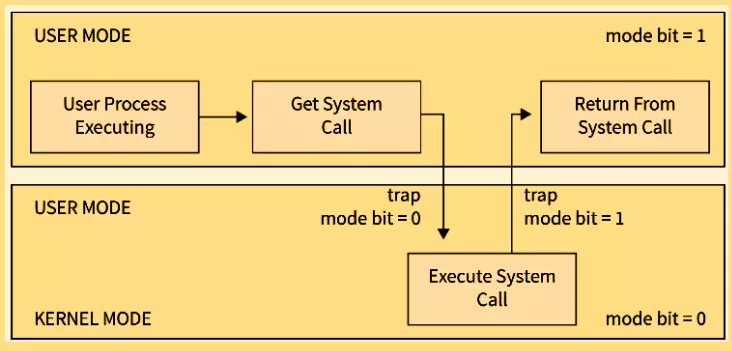 USER MODE
mode bit = 1
User Process
Executing
Get System
Call
Return From
System Call
USER MODE
trap
mode bit = 0
trap
mode bit = 1
Execute System
Call
KERNEL MODE
mode bit = 0